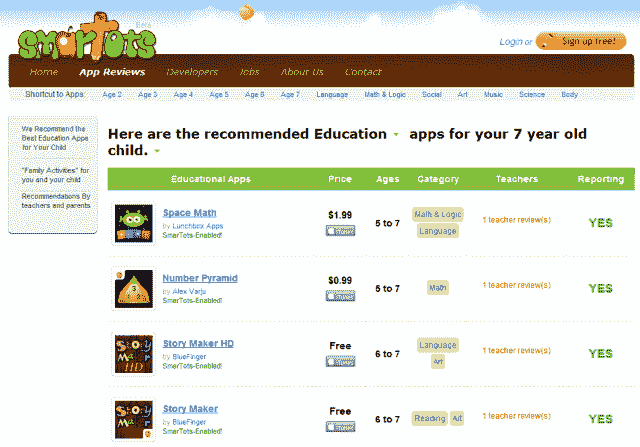 Beta
smarTots
Login or Sign up free!
Home App Reviews Developers Jobs About Us Contact
Shortcut to Apps: Age 2 Age 3 Age 4 Age 5 Age 6 Age 7 Language Math & Logic Social Art Music Science Body
We Recommend the
Best Education Apps
for Your Child
"Family Activities" for
you and your child
Recommendations By
teachers and parents
Here are the recommended Education apps for your 7 year old
child.
Educational Apps Price Ages Category Teachers Reporting
Space Math
by Lunchbox Apps
SmarTots-Enabled!
$1.99
iTunes
5 to 7
Math & Logic
Language
1 teacher review(s)
YES
Number Pyramid
by Alex Varju
SmarTots-Enabled!
$0.99
iTunes
5 to 7
Math
1 teacher review(s)
YES
Story Maker HD
by BlueFinger
SmarTots-Enabled!
Free
iTunes
6 to 7
Language
Art
1 teacher review(s)
YES
Story Maker
by BlueFinger
SmarTots-Enabled!
Free
iTunes
6 to 7
Reading Art
1 teacher review(s)
YES